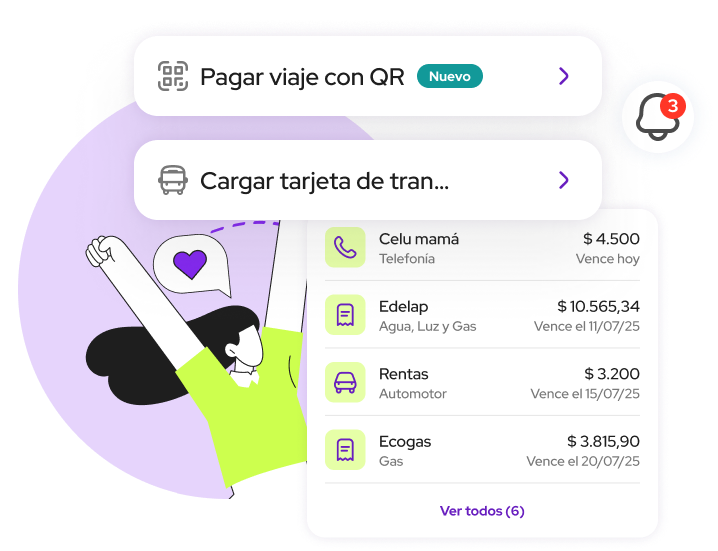 Pagar viaje con QR Nuevo
3
Cargar tarjeta de tran...
Celu mamá $ 4.500
Telefonía Vence hoy
Edelap $ 10.565,34
Agua, Luz y Gas Vence el 11/07/25
Rentas $ 3.200
Automotor Vence el 15/07/25
Ecogas $ 3.815,90
Gas Vence el 20/07/25
Ver todos (6)